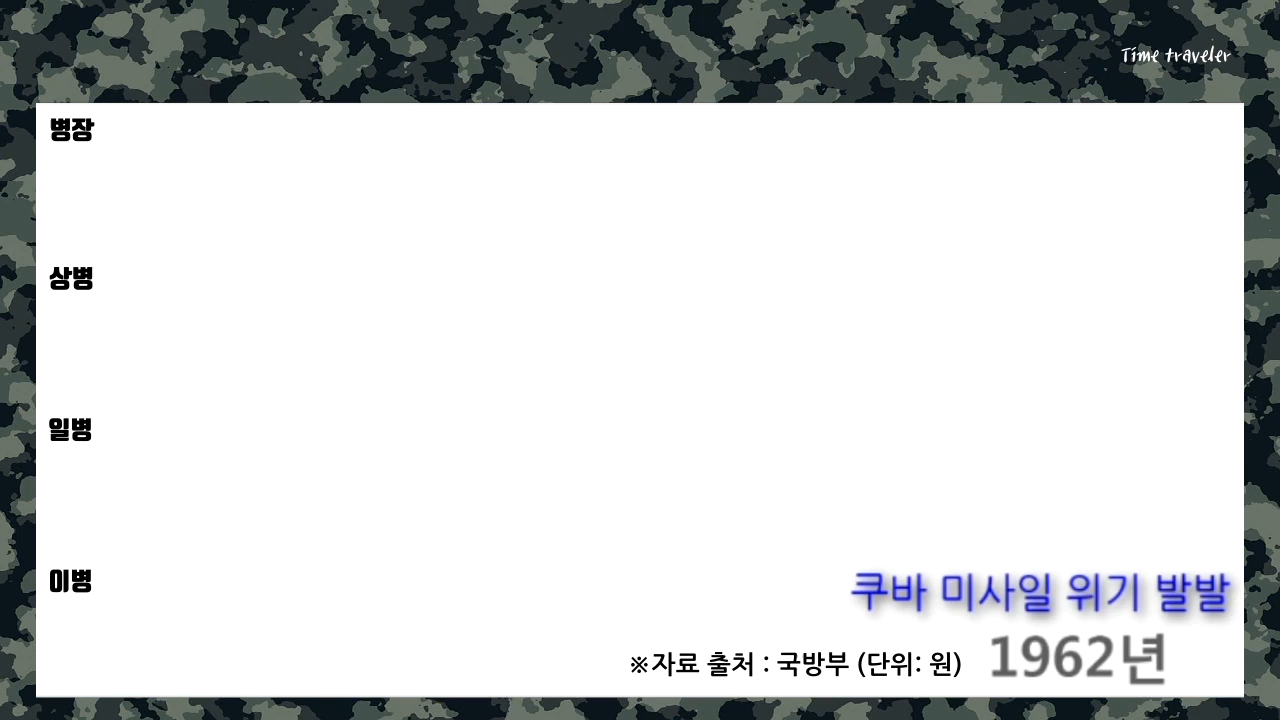 Time traveler
병장
상병
일병
이병
쿠바 미사일 위기 발발
※자료 출처 : 국방부 (단위: 원)
1962년